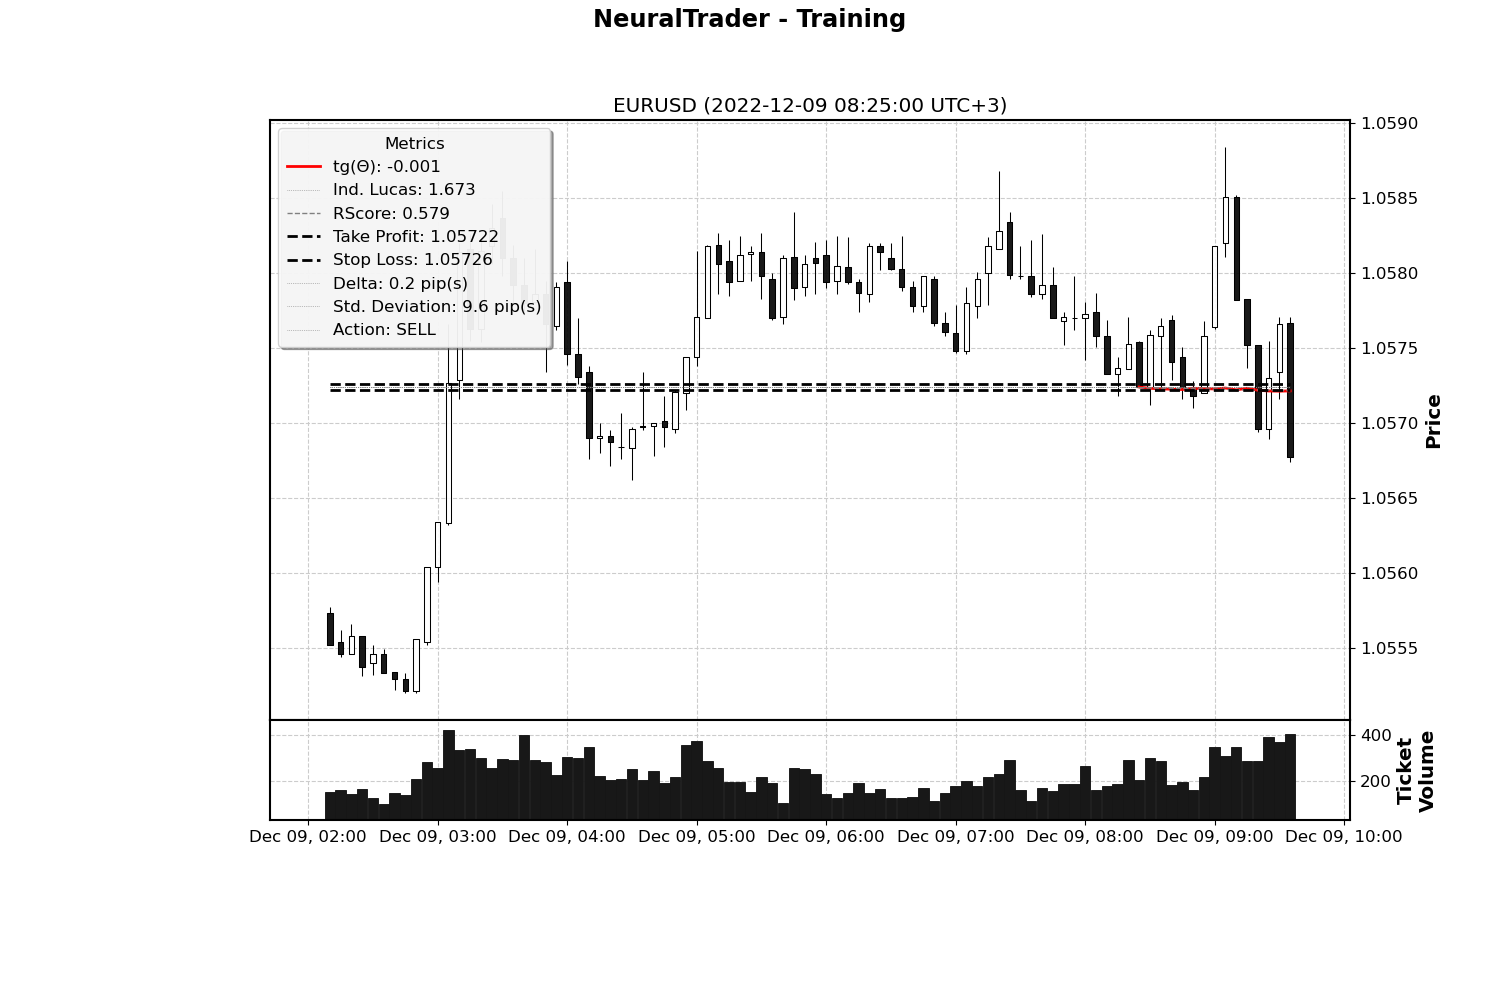 NeuralTrader - Training
EURUSD (2022-12-09 08:25:00 UTC+3)
Metrics
tg(Θ): -0.001
Ind. Lucas: 1.673
RScore: 0.579
Take Profit: 1.05722
Stop Loss: 1.05726
Delta: 0.2 pip(s)
Std. Deviation: 9.6 pip(s)
Action: SELL
1.0590
1.0585
1.0580
1.0575
1.0570
1.0565
1.0560
1.0555
Price
400
200
Ticket
Volume
Dec 09, 02:00
Dec 09, 03:00
Dec 09, 04:00
Dec 09, 05:00
Dec 09, 06:00
Dec 09, 07:00
Dec 09, 08:00
Dec 09, 09:00
Dec 09, 10:00